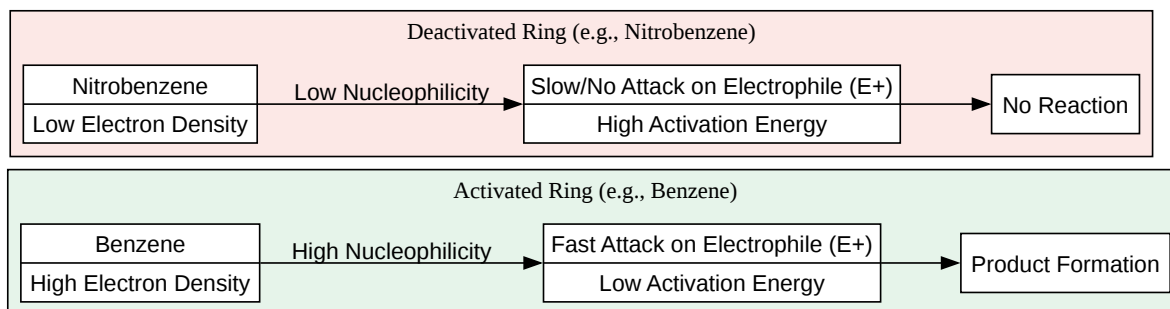 Deactivated Ring (e.g., Nitrobenzene)
Nitrobenzene
Low Electron Density
Low Nucleophilicity
Slow/No Attack on Electrophile (E+)
High Activation Energy
No Reaction
Activated Ring (e.g., Benzene)
Benzene
High Electron Density
High Nucleophilicity
Fast Attack on Electrophile (E+)
Low Activation Energy
Product Formation